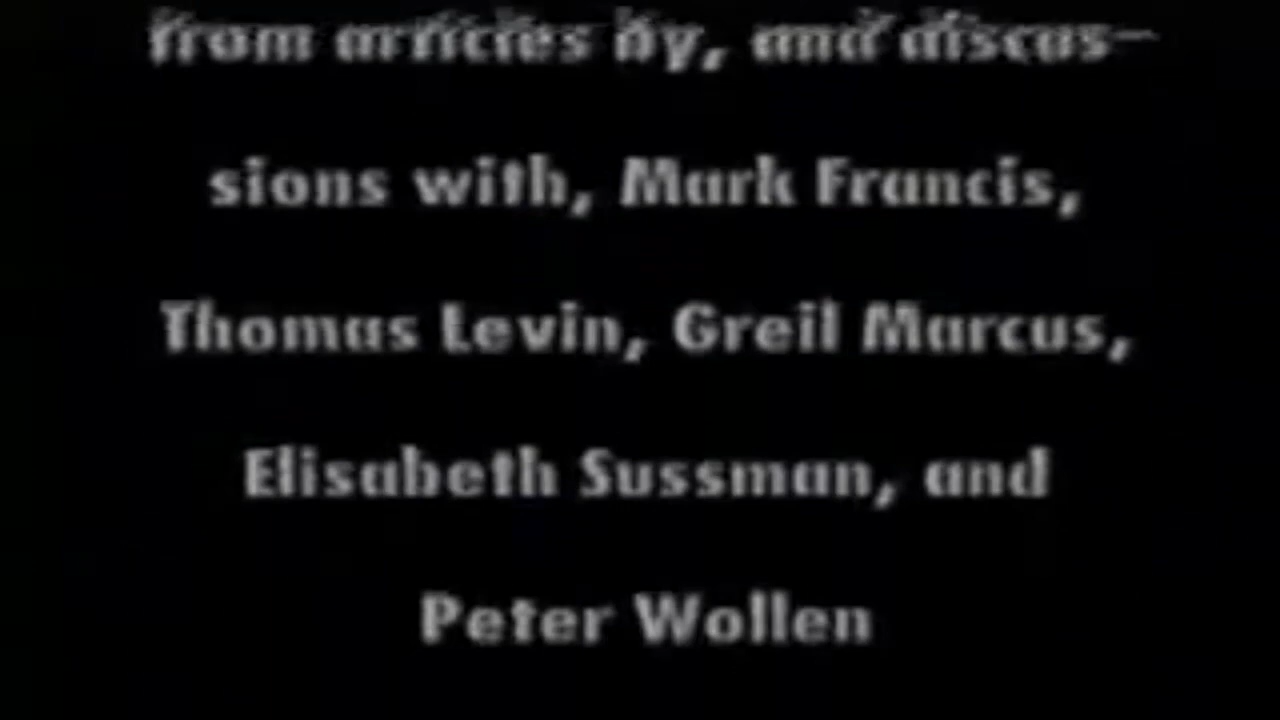 from articles by, and discus-
sions with, Mark Francis,
Thomas Levin, Greil Marcus,
Elisabeth Sussman, and
Peter Wollen